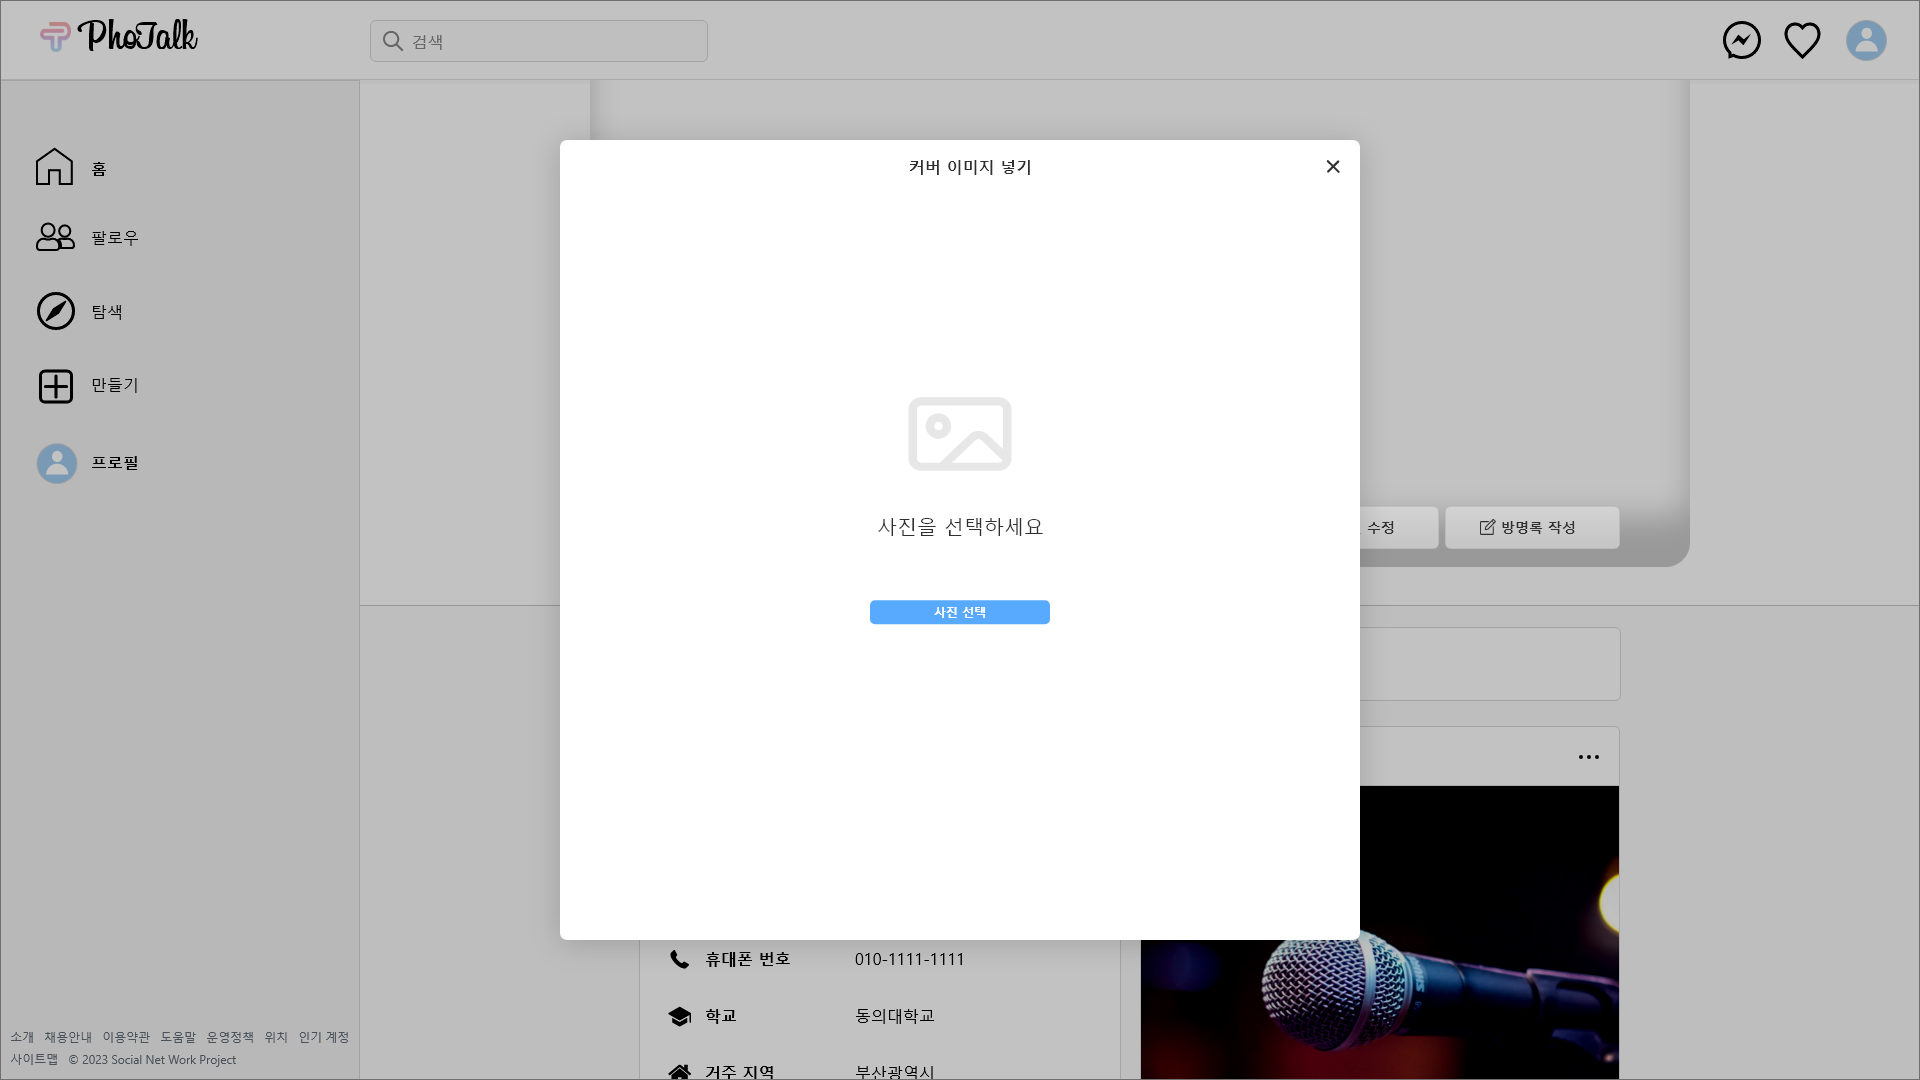 PhoTalk
검색
홈
팔로우
탐색
만들기
프로필
커버 이미지 넣기
사진을 선택하세요
사진 선택
수정
방명록 작성
휴대폰 번호 010-1111-1111
학교 동의대학교
거주 지역 부산광역시
소개 채용안내 이용약관 도움말 운영정책 위치 인기 계정
사이트맵 © 2023 Social Net Work Project